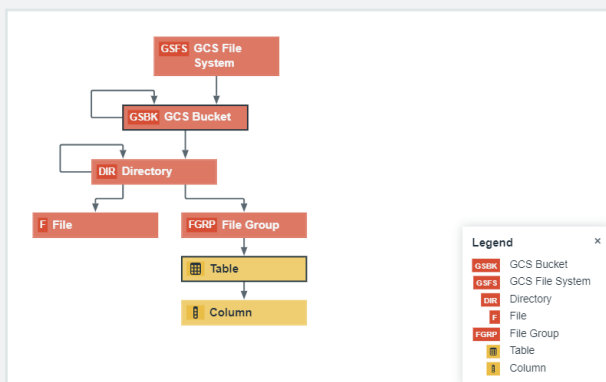 GSFS GCS File
System
GSBK GCS Bucket
DIR Directory
F File
FGRP File Group
Table
Column
Legend ×
GSBK GCS Bucket
GSFS GCS File System
DIR Directory
F File
FGRP File Group
Table
Column